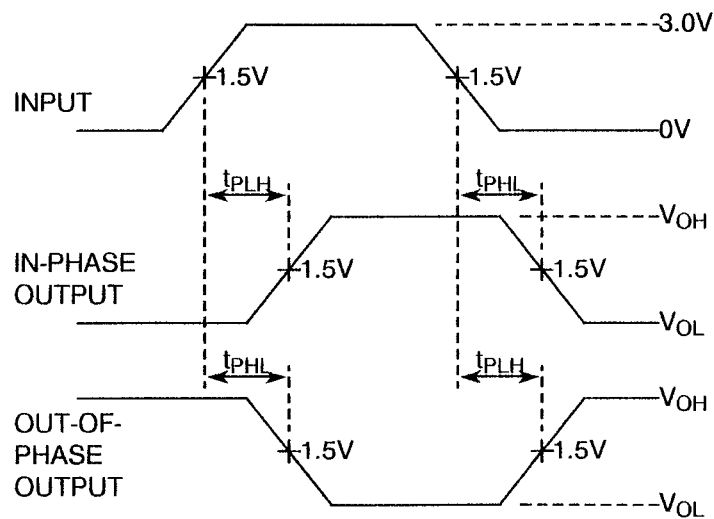 3.0V
1.5V 1.5V
INPUT
0V
tPLH tPHL
VOH
IN-PHASE
OUTPUT
1.5V 1.5V
VOL
tPHL tPLH
VOH
OUT-OF-
PHASE
OUTPUT
1.5V 1.5V
VOL